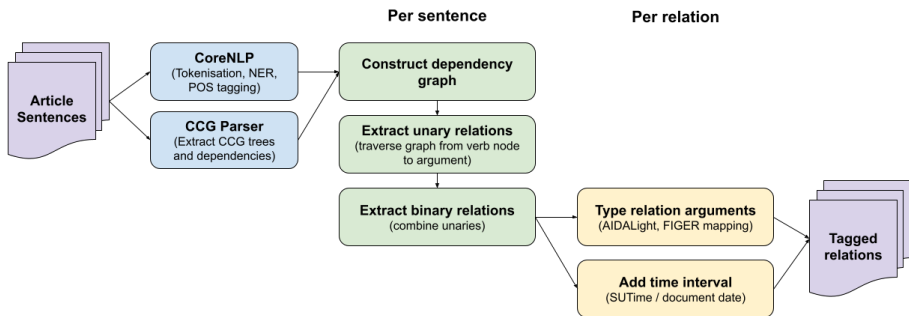 Per sentence
Per relation
CoreNLP
(Tokenisation, NER,
POS tagging)
Construct dependency
graph
Article
Sentences
CCG Parser
(Extract CCG trees
and dependencies)
Extract unary relations
(traverse graph from verb node
to argument)
Extract binary relations
(combine unaries)
Type relation arguments
(AIDALight, FIGER mapping)
Tagged
relations
Add time interval
(SUTime / document date)